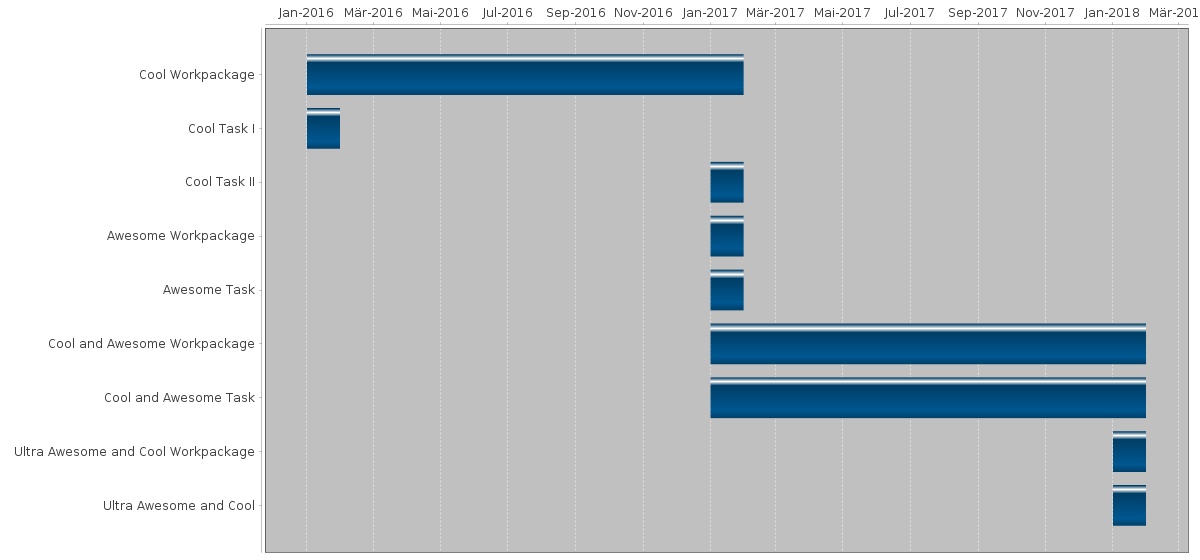 Jan-2016 Mär-2016 Mai-2016 Jul-2016 Sep-2016 Nov-2016 Jan-2017 Mär-2017 Mai-2017 Jul-2017 Sep-2017 Nov-2017 Jan-2018 Mär-201
Cool Workpackage
Cool Task I
Cool Task II
Awesome Workpackage
Awesome Task
Cool and Awesome Workpackage
Cool and Awesome Task
Ultra Awesome and Cool Workpackage
Ultra Awesome and Cool